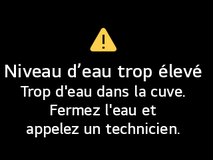 Niveau d’eau trop élevé
Trop d'eau dans la cuve.
Fermez l'eau et
appelez un technicien.